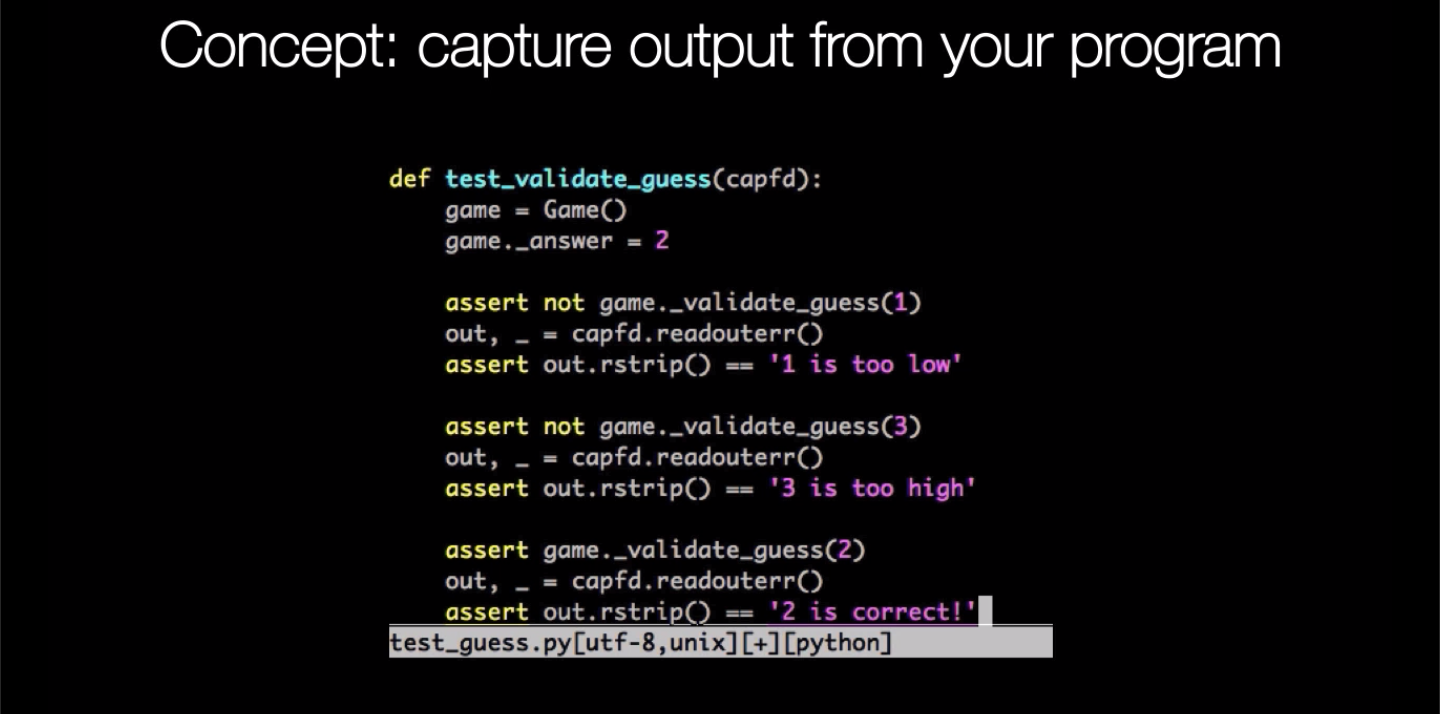 Concept: capture output from your program
def test_validate_guess(capfd):
    game = Game()
    game._answer = 2

    assert not game._validate_guess(1)
    out, _ = capfd.readouterr()
    assert out.rstrip() == '1 is too low'

    assert not game._validate_guess(3)
    out, _ = capfd.readouterr()
    assert out.rstrip() == '3 is too high'

    assert game._validate_guess(2)
    out, _ = capfd.readouterr()
    assert out.rstrip() == '2 is correct!'
test_guess.py[utf-8,unix][+][python]